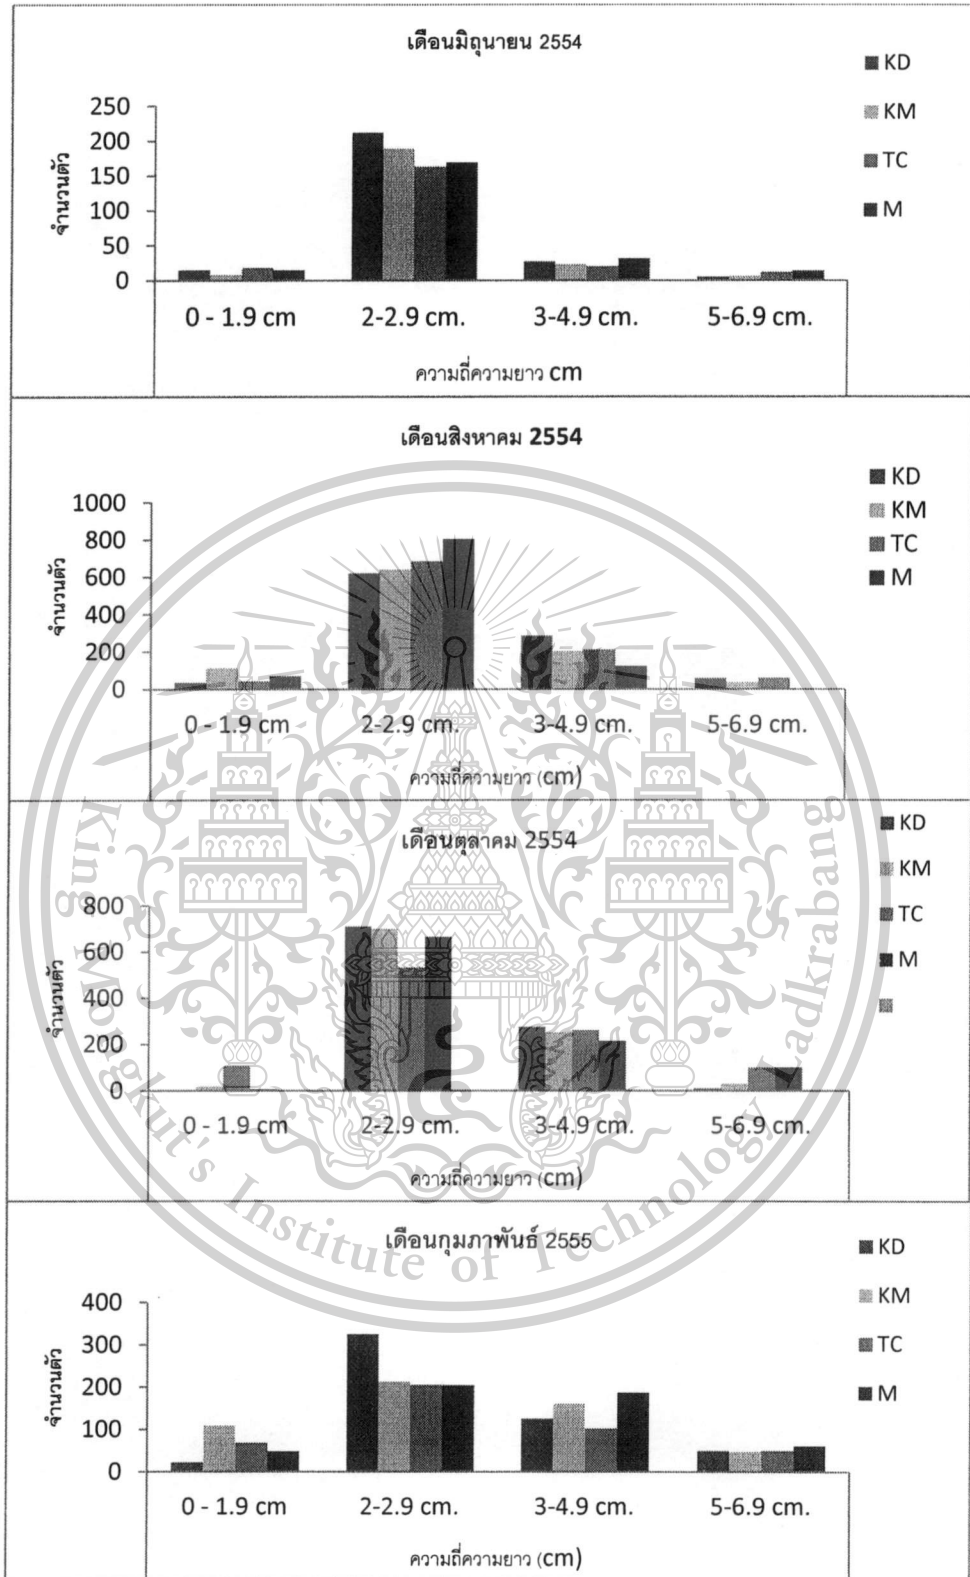 เดือนมิถุนายน 2554
KD
KM
TC
M
จำนวนตัว
250
200
150
100
50
0
0 - 1.9 cm 2-2.9 cm. 3-4.9 cm. 5-6.9 cm.
ความถี่ความยาว cm
เดือนสิงหาคม 2554
KD
KM
TC
M
จำนวนตัว
1000
800
600
400
200
0
0 - 1.9 cm 2-2.9 cm. 3-4.9 cm. 5-6.9 cm.
ความถี่ความยาว (cm)
เดือนตุลาคม 2554
KD
KM
TC
M
จำนวนตัว
800
600
400
200
0
0 - 1.9 cm 2-2.9 cm. 3-4.9 cm. 5-6.9 cm.
ความถี่ความยาว (cm)
เดือนกุมภาพันธ์ 2555
KD
KM
TC
M
จำนวนตัว
400
300
200
100
0
0 - 1.9 cm 2-2.9 cm. 3-4.9 cm. 5-6.9 cm.
ความถี่ความยาว (cm)
King Mongkut's Institute of Technology Ladkrabang